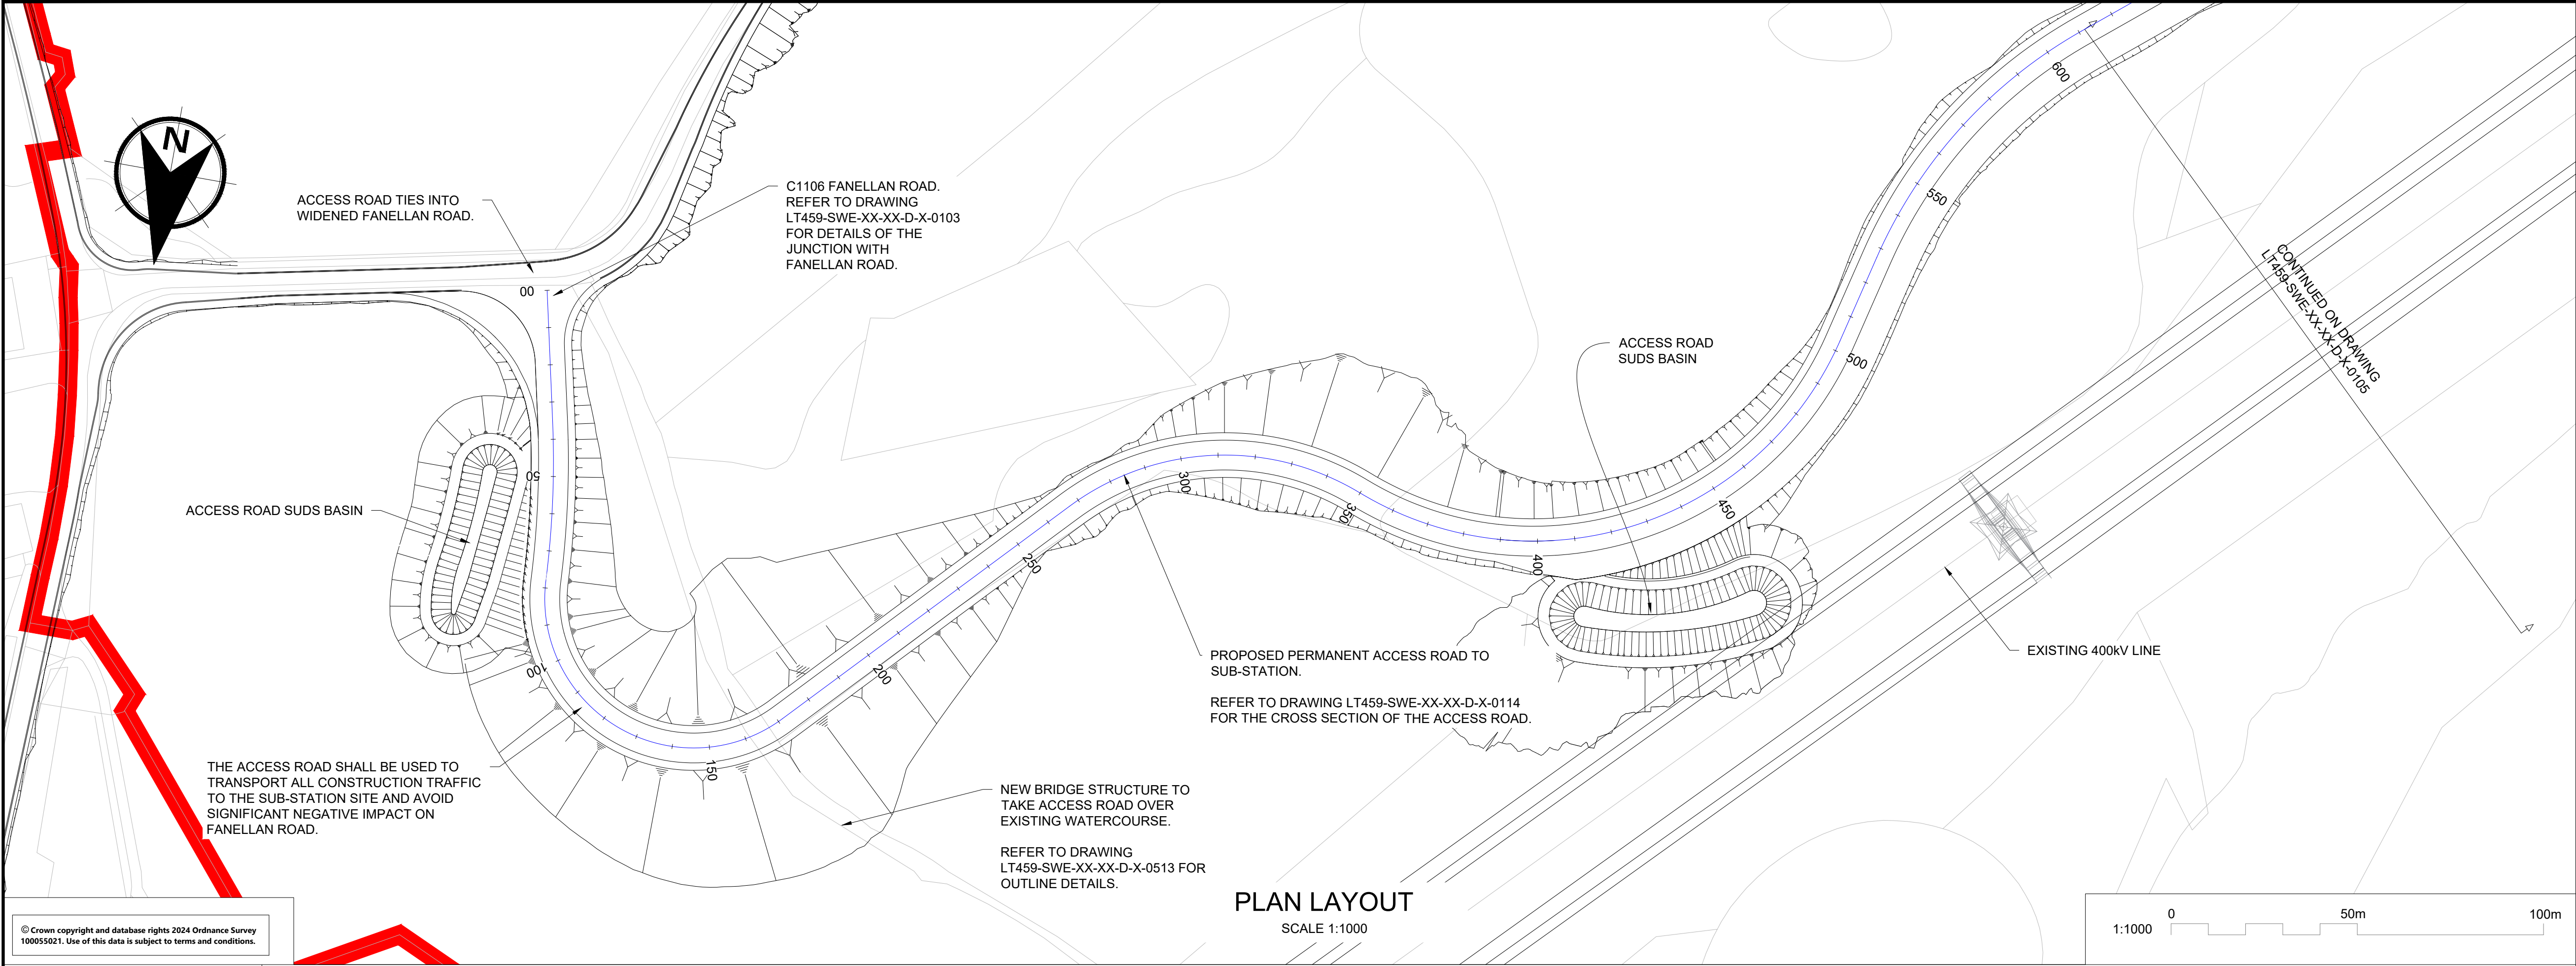 N
ACCESS ROAD TIES INTO
WIDENED FANELLAN ROAD.
C1106 FANELLAN ROAD.
REFER TO DRAWING
LT459-SWE-XX-XX-D-X-0103
FOR DETAILS OF THE
JUNCTION WITH
FANELLAN ROAD.
00
50
100
150
200
250
300
350
400
450
500
550
600
ACCESS ROAD SUDS BASIN
ACCESS ROAD
SUDS BASIN
CONTINUED ON DRAWING
LT459-SWE-XX-XX-D-X-0105
EXISTING 400kV LINE
PROPOSED PERMANENT ACCESS ROAD TO
SUB-STATION.
REFER TO DRAWING LT459-SWE-XX-XX-D-X-0114
FOR THE CROSS SECTION OF THE ACCESS ROAD.
THE ACCESS ROAD SHALL BE USED TO
TRANSPORT ALL CONSTRUCTION TRAFFIC
TO THE SUB-STATION SITE AND AVOID
SIGNIFICANT NEGATIVE IMPACT ON
FANELLAN ROAD.
NEW BRIDGE STRUCTURE TO
TAKE ACCESS ROAD OVER
EXISTING WATERCOURSE.
REFER TO DRAWING
LT459-SWE-XX-XX-D-X-0513 FOR
OUTLINE DETAILS.
PLAN LAYOUT
SCALE 1:1000
© Crown copyright and database rights 2024 Ordnance Survey
100055021. Use of this data is subject to terms and conditions.
0 50m 100m
1:1000